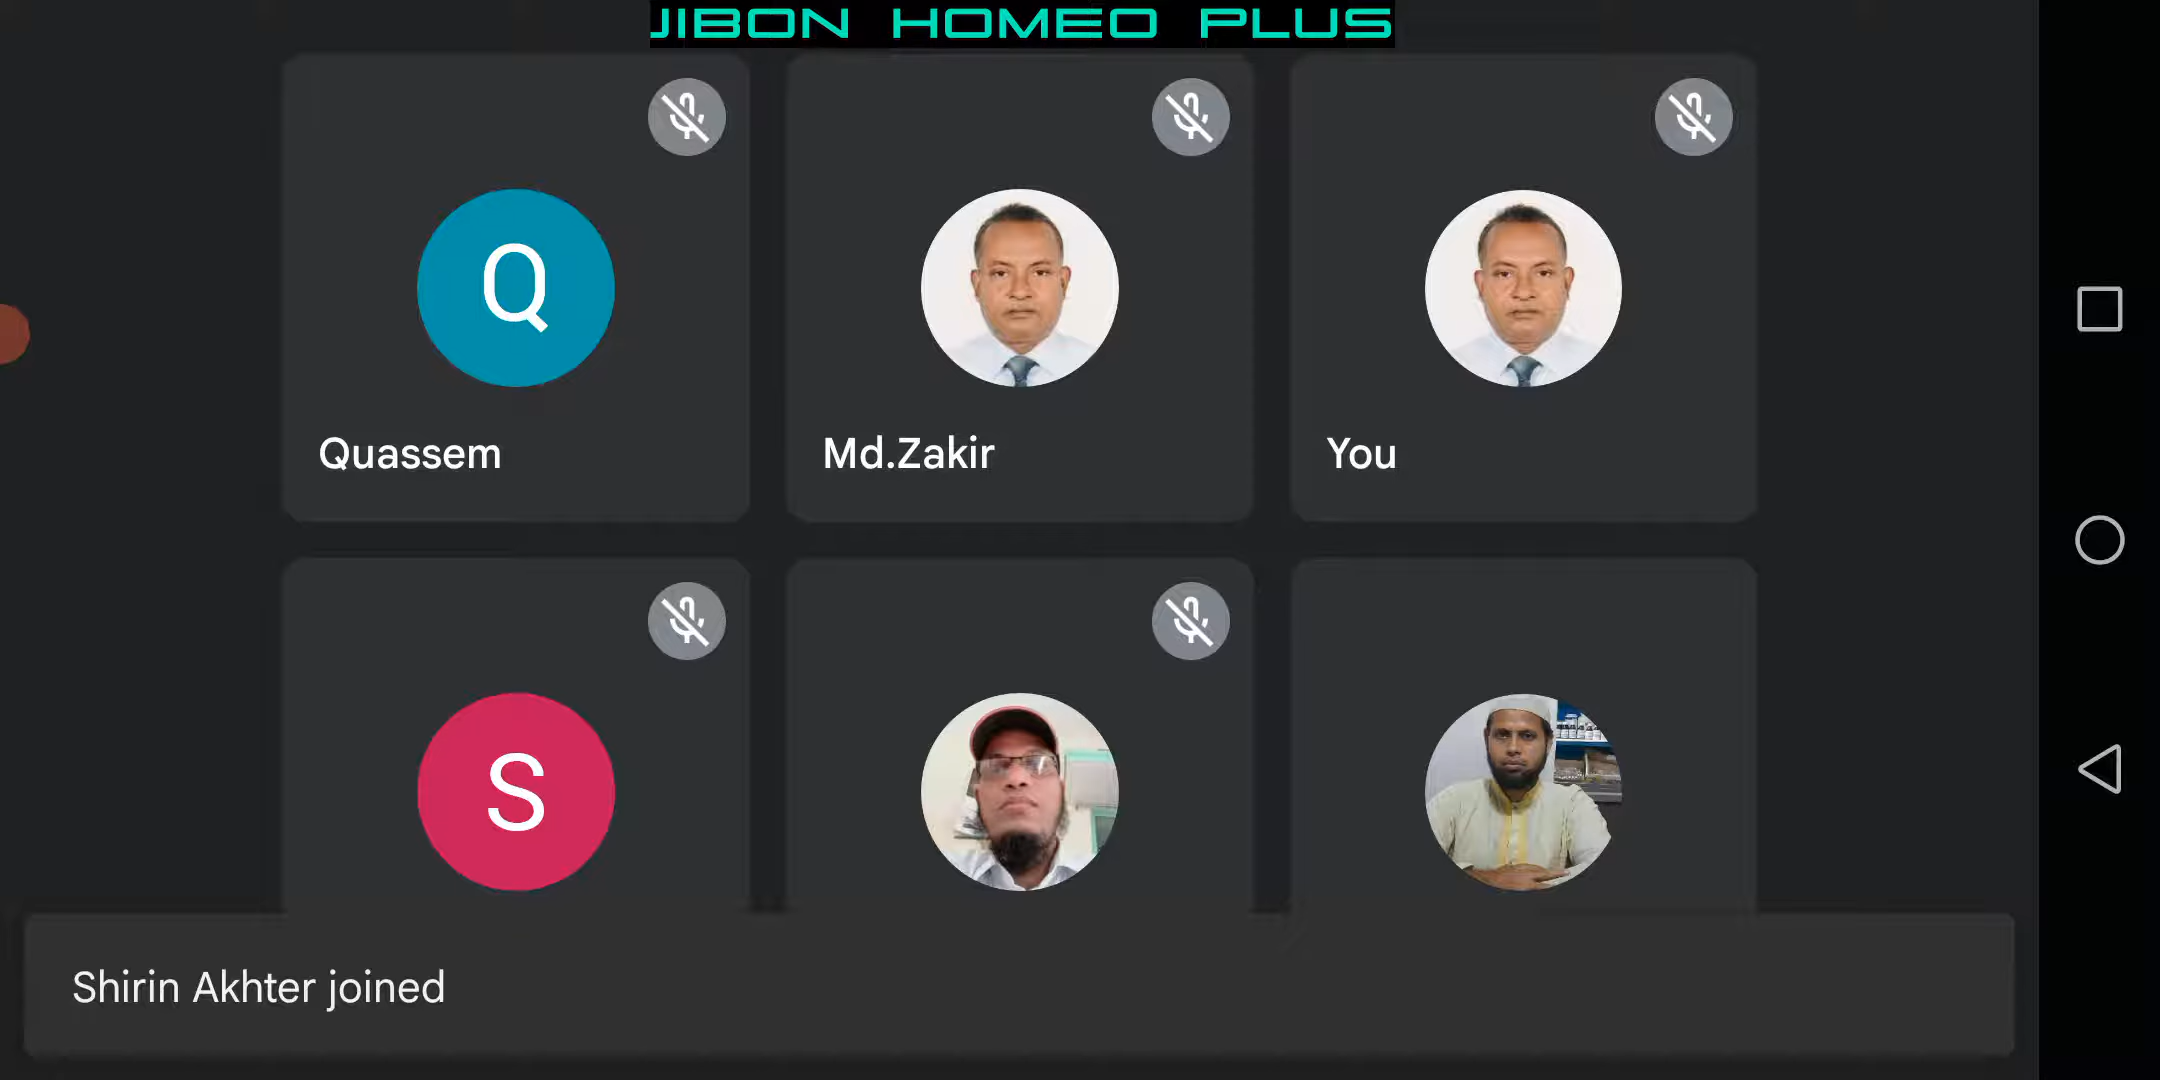 JIBON HOMEO PLUS
Q
Quassem
Md.Zakir
You
S
Shirin Akhter joined